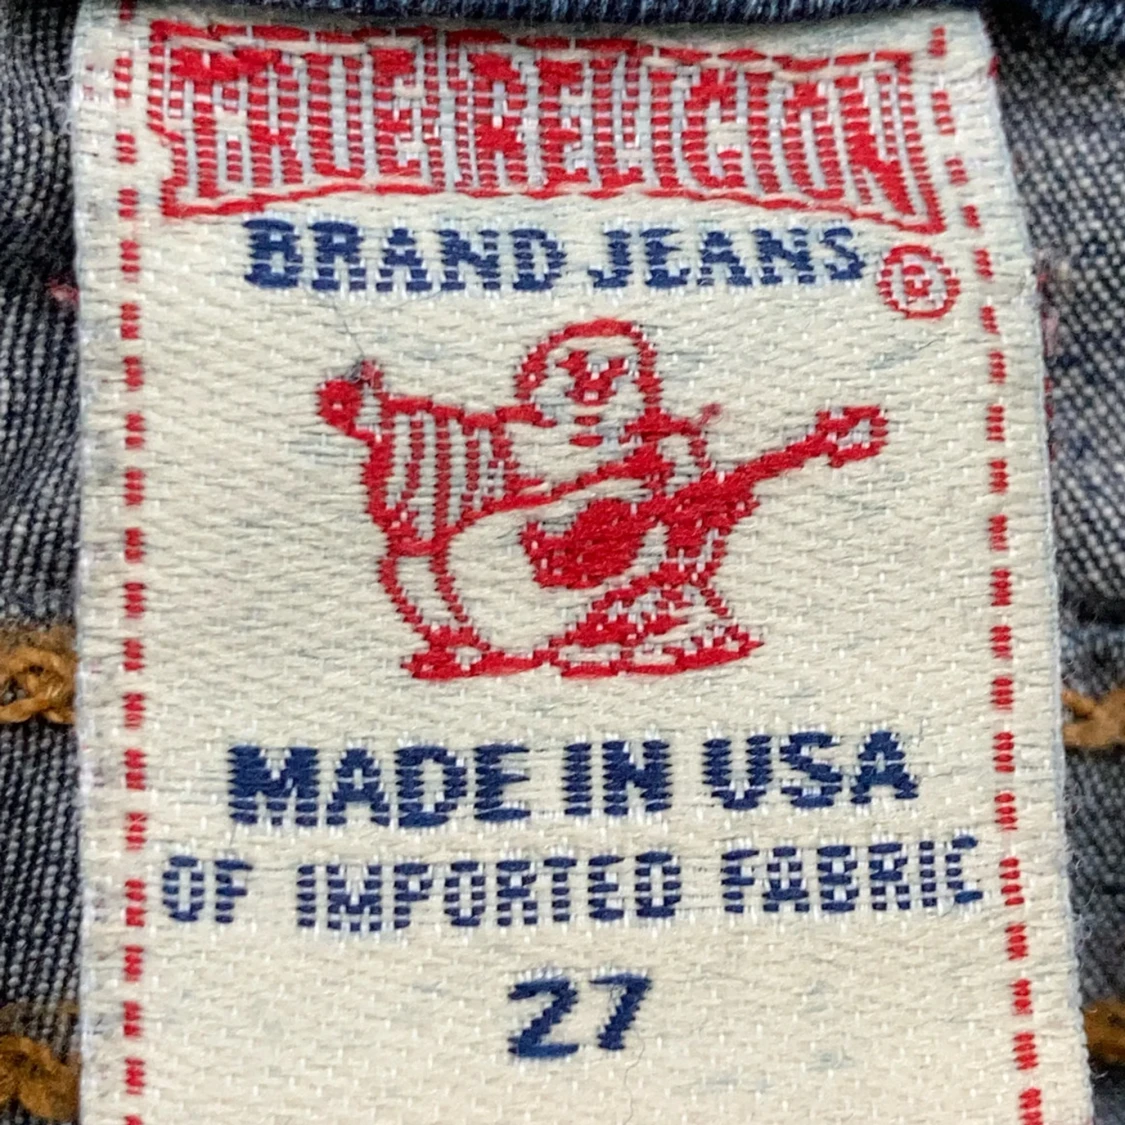 TRUE RELIGION
BRAND JEANS ®
MADE IN USA
OF IMPORTED FABRIC
27